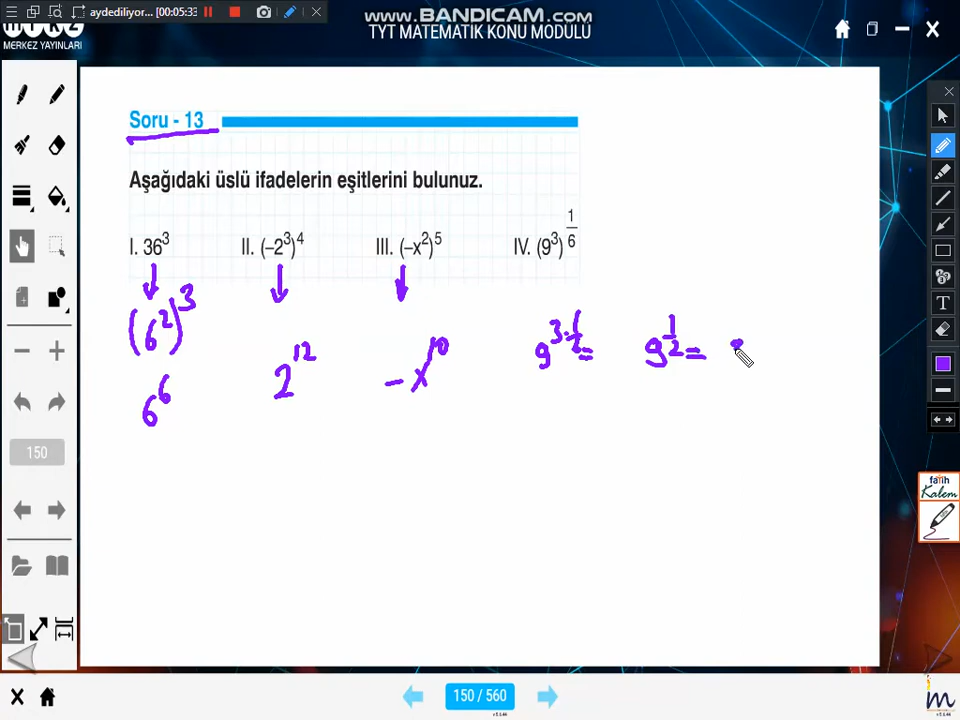 aydediliyor... (00:05:33
www.BANDICAM.com
MERKEZ YAYINLARI
TYT MATEMATİK KONU MODULÜ
Soru - 13
Aşağıdaki üslü ifadelerin eşitlerini bulunuz.
I. 36³ II. (–2³)⁴ III. (–x²)⁵ IV. (9³)^(1/6)
(6²)³
9^(3·1/6) = 9^(1/2) =
6⁶ 2¹² –x¹⁰
150
fatih
Kalem
150 / 560